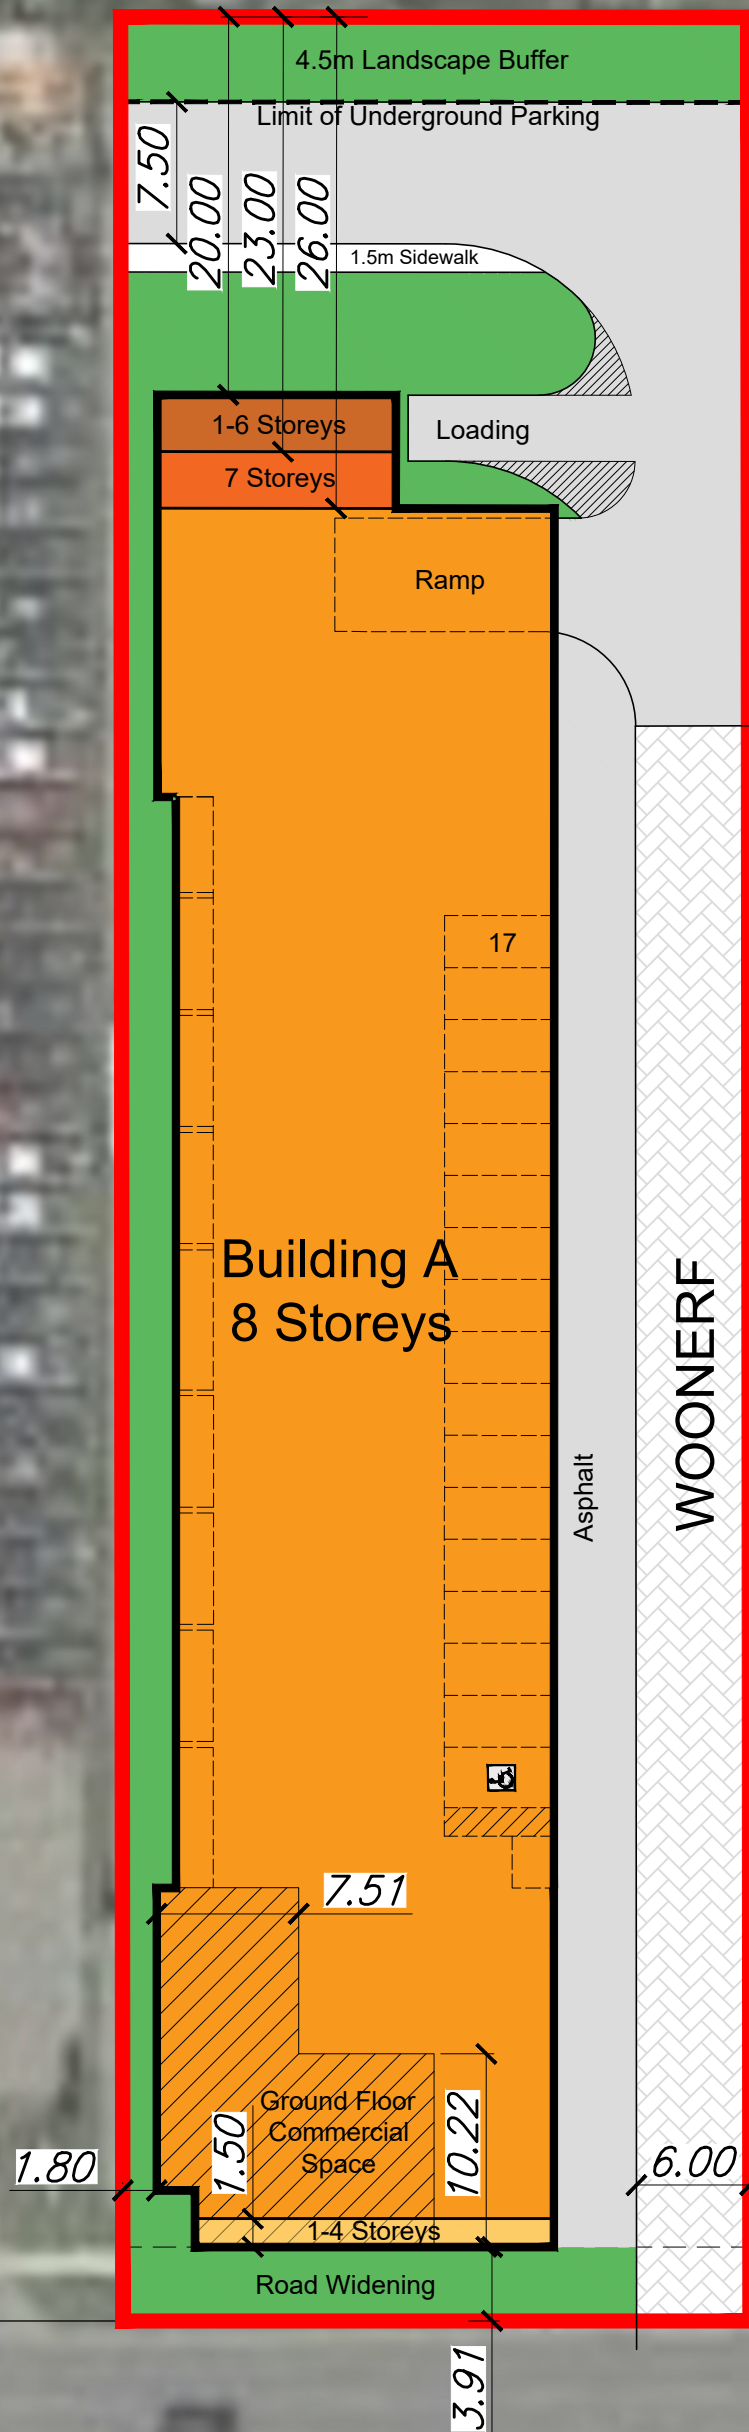 4.5m Landscape Buffer
Limit of Underground Parking
7.50
20.00
23.00
26.00
1.5m Sidewalk
1-6 Storeys
Loading
7 Storeys
Ramp
17
Building A
8 Storeys
WOONERF
Asphalt
7.51
Ground Floor
Commercial
Space
1.50
10.22
1.80
6.00
1-4 Storeys
Road Widening
3.91